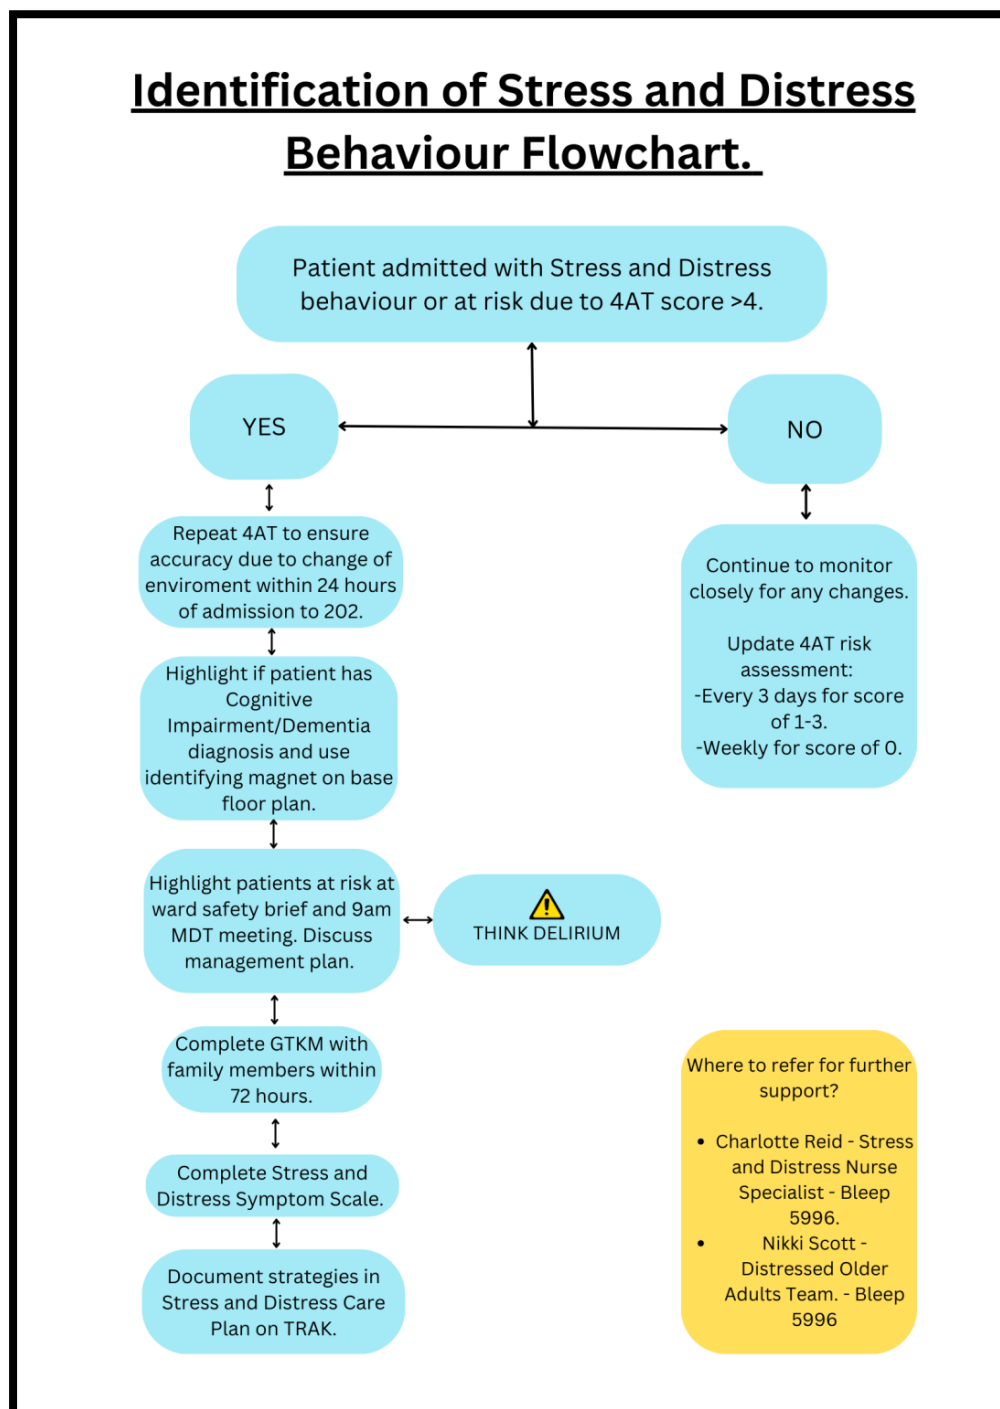 Identification of Stress and Distress
Behaviour Flowchart.
Patient admitted with Stress and Distress
behaviour or at risk due to 4AT score >4.
YES
NO
Repeat 4AT to ensure
accuracy due to change of
enviroment within 24 hours
of admission to 202.
Highlight if patient has
Cognitive
Impairment/Dementia
diagnosis and use
identifying magnet on base
floor plan.
Highlight patients at risk at
ward safety brief and 9am
MDT meeting. Discuss
management plan.
THINK DELIRIUM
Complete GTKM with
family members within
72 hours.
Complete Stress and
Distress Symptom Scale.
Document strategies in
Stress and Distress Care
Plan on TRAK.
Continue to monitor
closely for any changes.
Update 4AT risk
assessment:
-Every 3 days for score
of 1-3.
-Weekly for score of 0.
Where to refer for further
support?
• Charlotte Reid - Stress
and Distress Nurse
Specialist - Bleep
5996.
• Nikki Scott -
Distressed Older
Adults Team. - Bleep
5996